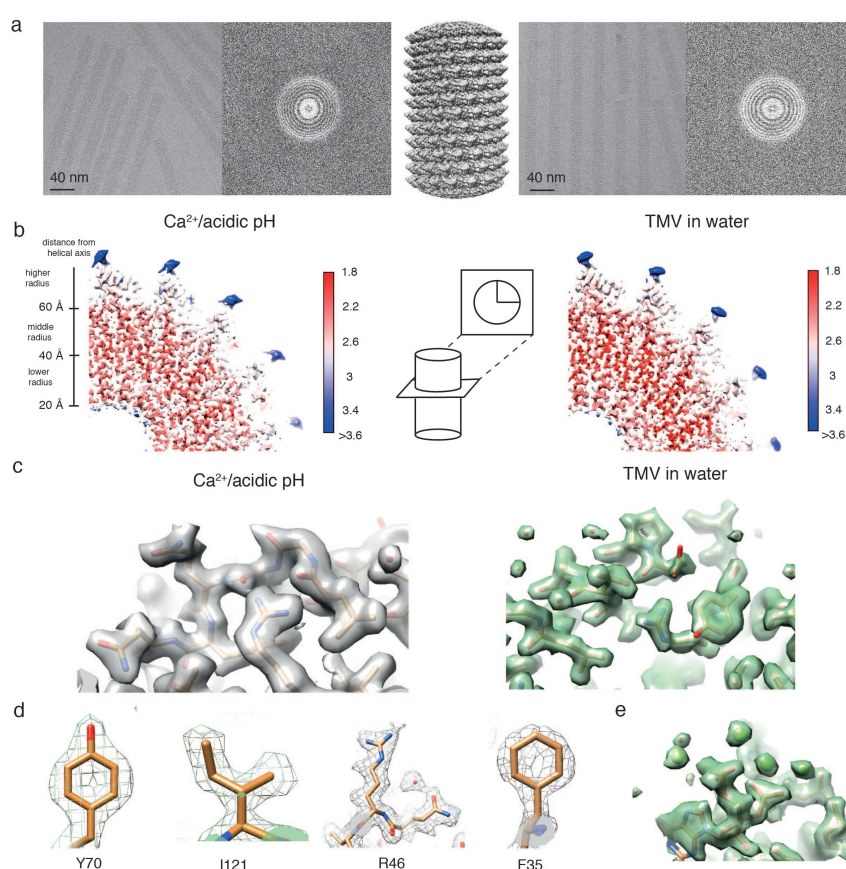 a
40 nm
40 nm
Ca²⁺/acidic pH
TMV in water
b
distance from
helical axis
higher
radius
60 Å
middle
radius
40 Å
lower
radius
20 Å
1.8
2.2
2.6
3
3.4
>3.6
1.8
2.2
2.6
3
3.4
>3.6
c
Ca²⁺/acidic pH
TMV in water
d
e
Y70
I121
R46
F35